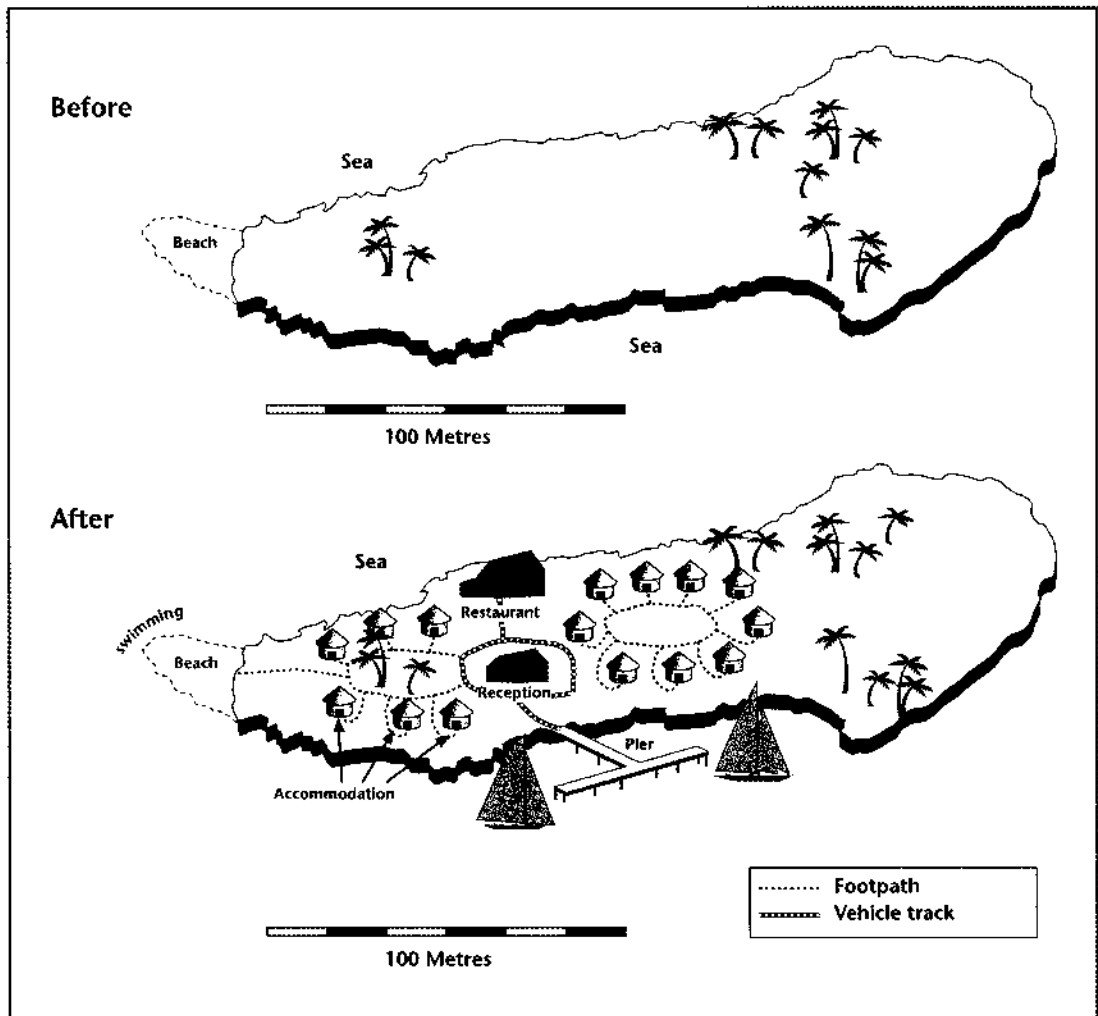 Before
Sea
Beach
Sea
100 Metres
After
Sea
swimming
Restaurant
Beach
Reception
Pier
Accommodation
Footpath
Vehicle track
100 Metres